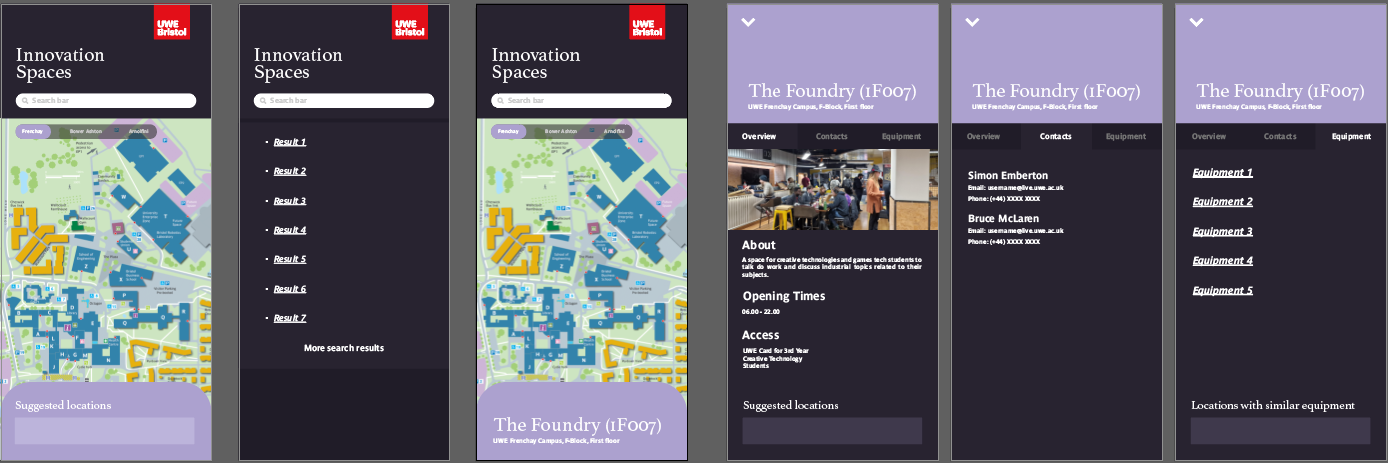 UWE
Bristol
Innovation
Spaces
Search bar
Frenchay
Bower Ashton
Arnolfini
Suggested locations
UWE
Bristol
Innovation
Spaces
Search bar
• Result 1
• Result 2
• Result 3
• Result 4
• Result 5
• Result 6
• Result 7
More search results
UWE
Bristol
Innovation
Spaces
Search bar
Frenchay
Bower Ashton
Arnolfini
The Foundry (1F007)
UWE Frenchay Campus, F-Block, First floor
The Foundry (1F007)
UWE Frenchay Campus, F-Block, First floor
Overview Contacts Equipment
About
A space for creative technologies and games tech students to
talk do work and discuss industrial topics related to their
subjects.
Opening Times
06.00 - 22.00
Access
UWE Card for 3rd Year
Creative Technology
Students
Suggested locations
The Foundry (1F007)
UWE Frenchay Campus, F-Block, First floor
Overview Contacts Equipment
Simon Emberton
Email: username@live.uwe.ac.uk
Phone: (+44) XXXX XXXX
Bruce McLaren
Email: username@live.uwe.ac.uk
Phone: (+44) XXXX XXXX
The Foundry (1F007)
UWE Frenchay Campus, F-Block, First floor
Overview Contacts Equipment
Equipment 1
Equipment 2
Equipment 3
Equipment 4
Equipment 5
Locations with similar equipment